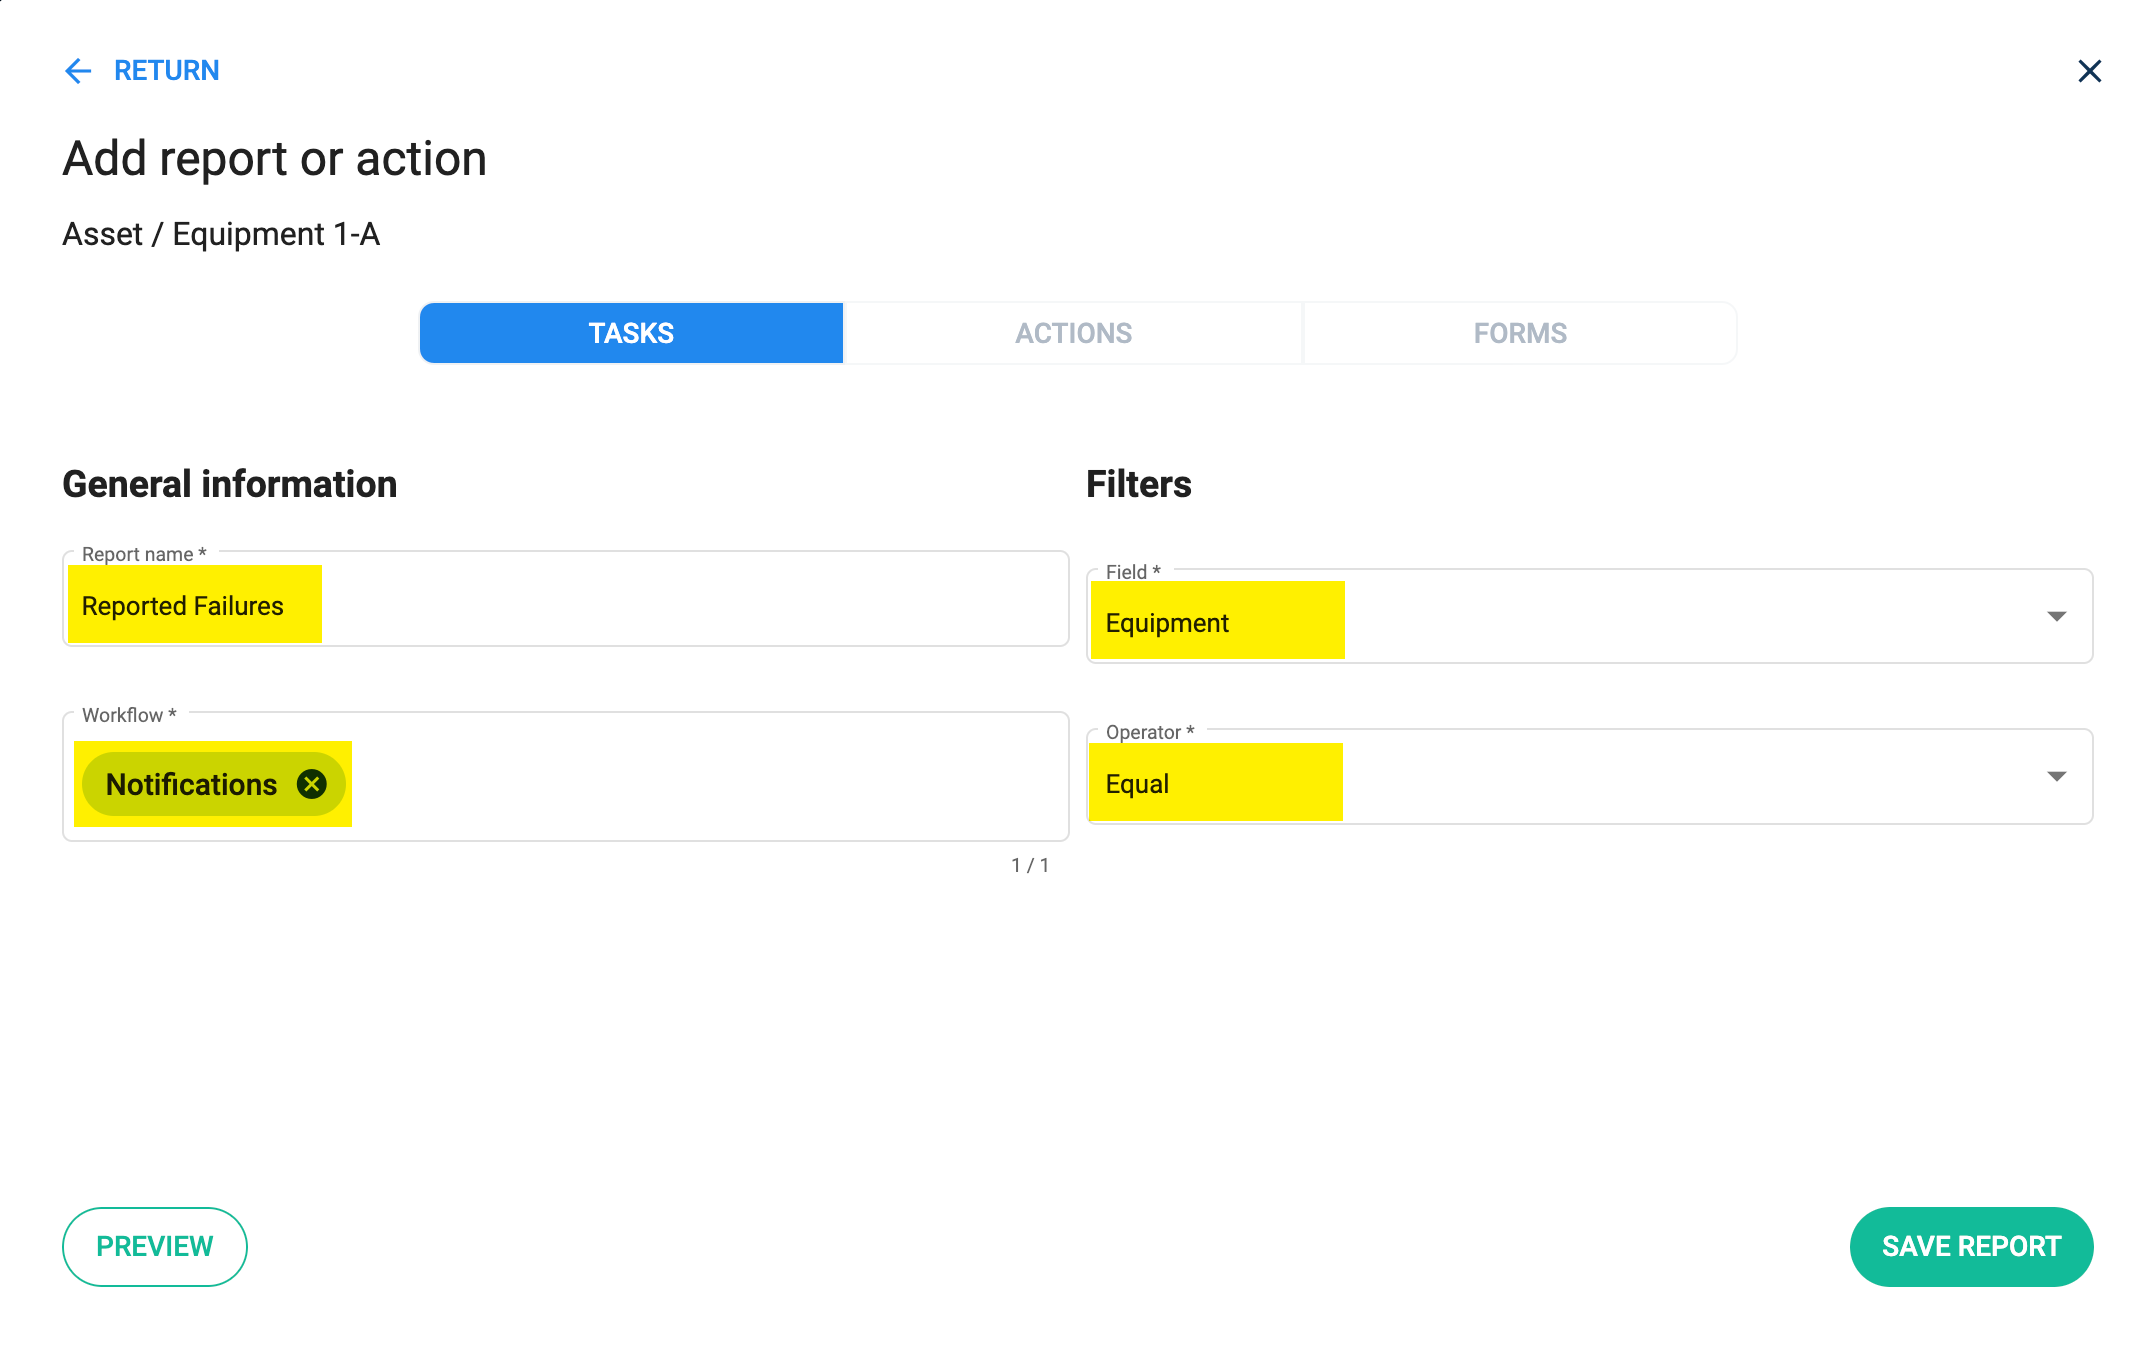 RETURN
Add report or action
Asset / Equipment 1-A
TASKS
ACTIONS
FORMS
General information
Report name *
Reported Failures
Workflow *
Notifications
1 / 1
Filters
Field *
Equipment
Operator *
Equal
PREVIEW
SAVE REPORT